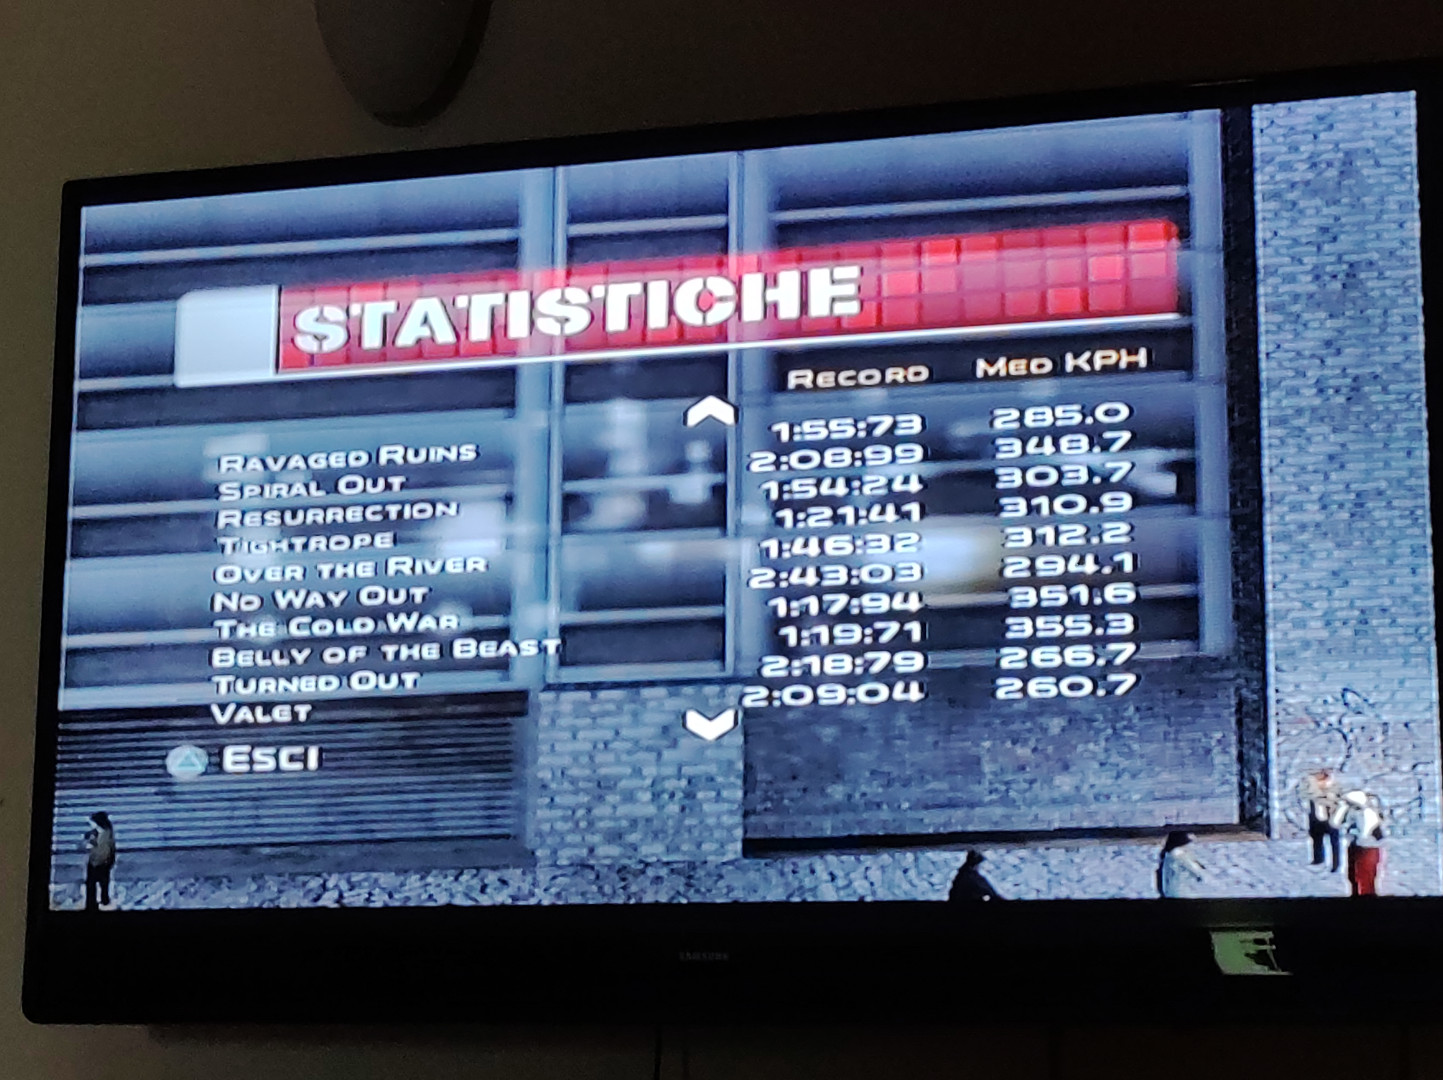 STATISTICHE
RECORD MED KPH
RAVAGED RUINS 1:55:73 285.0
SPIRAL OUT 2:08:99 348.7
RESURRECTION 1:54:24 303.7
TIGHTROPE 1:21:41 310.9
OVER THE RIVER 1:46:32 312.2
NO WAY OUT 2:43:03 294.1
THE COLD WAR 1:17:94 351.6
BELLY OF THE BEAST 1:19:71 355.3
TURNED OUT 2:18:79 266.7
VALET 2:09:04 260.7
ESCI
SAMSUNG